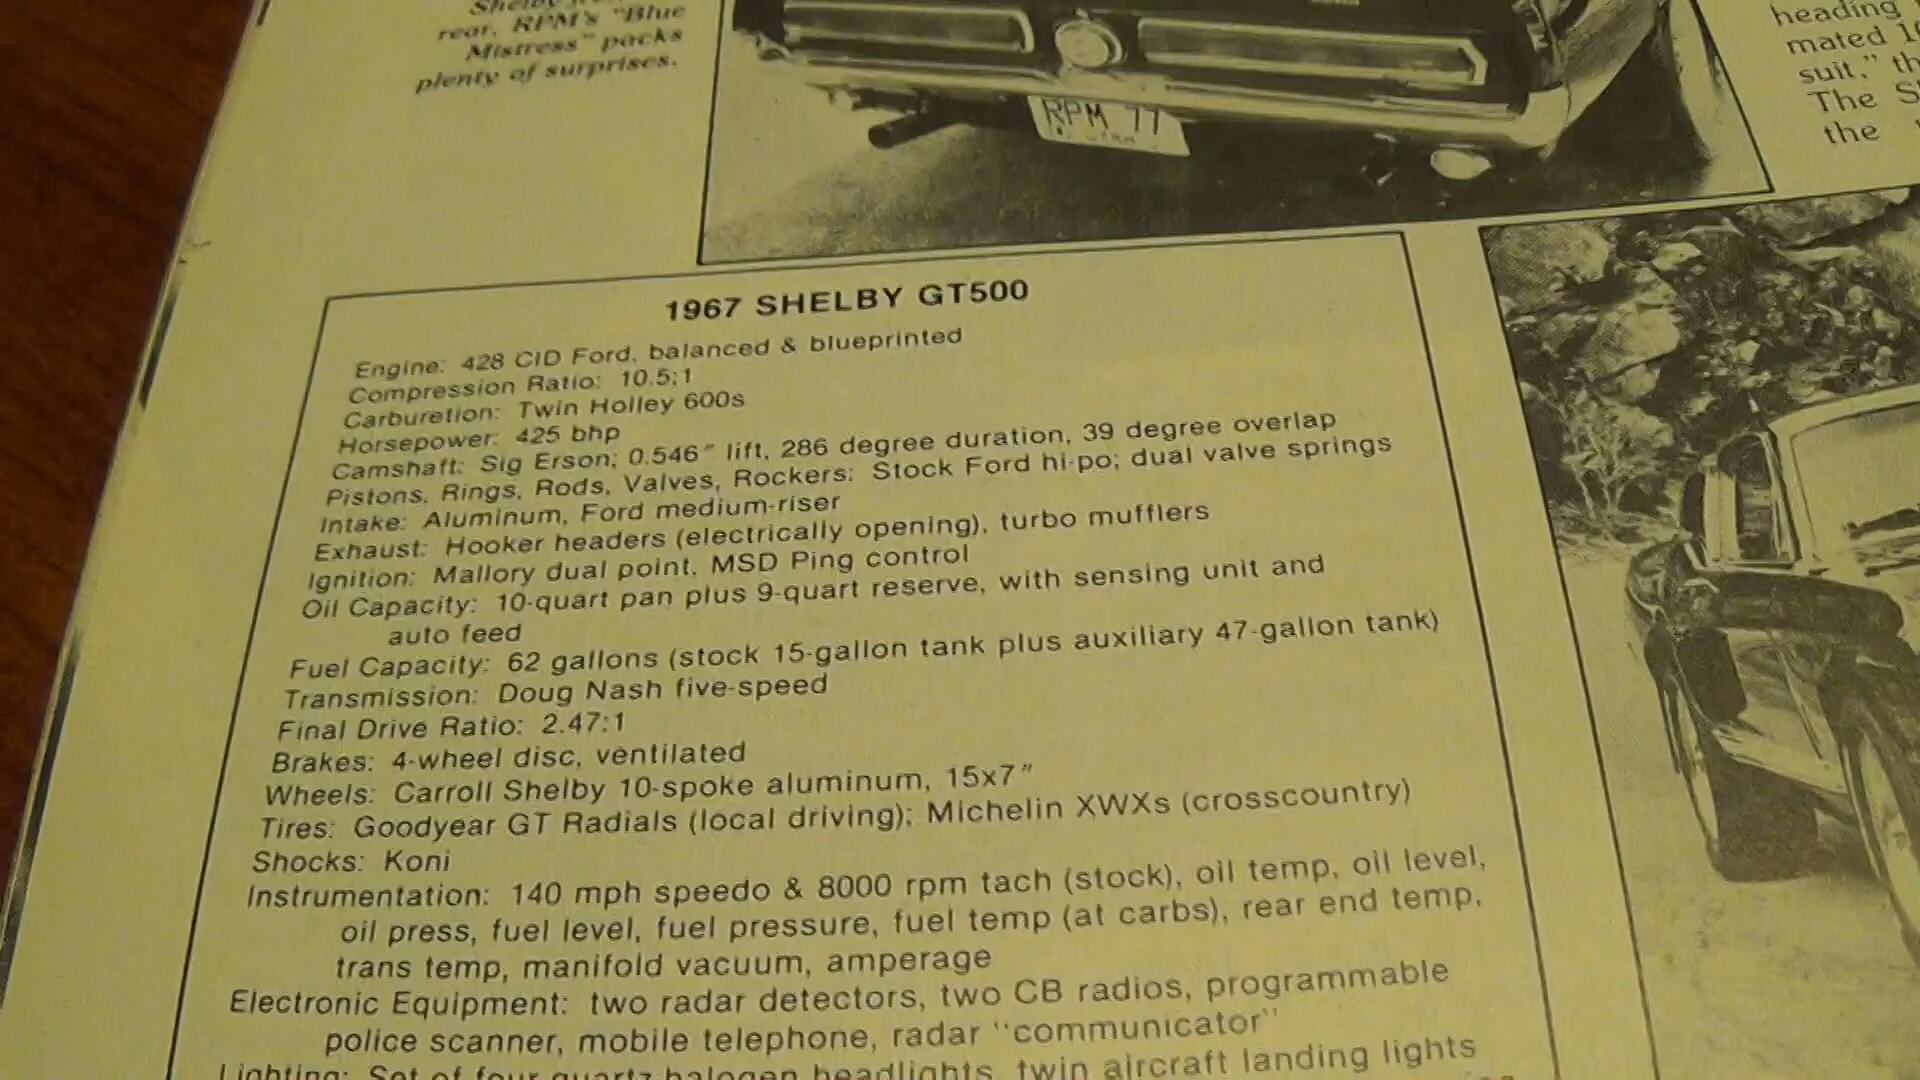 rear, RPM's "Blue
Mistress" packs
plenty of surprises.
RPM 77
heading
mated
suit," th
The S
the
1967 SHELBY GT500
Engine: 428 CID Ford, balanced & blueprinted
Compression Ratio: 10.5:1
Carburetion: Twin Holley 600s
Horsepower: 425 bhp
Camshaft: Sig Erson; 0.546" lift, 286 degree duration, 39 degree overlap
Pistons, Rings, Rods, Valves, Rockers: Stock Ford hi-po; dual valve springs
Intake: Aluminum, Ford medium-riser
Exhaust: Hooker headers (electrically opening), turbo mufflers
Ignition: Mallory dual point, MSD Ping control
Oil Capacity: 10-quart pan plus 9-quart reserve, with sensing unit and
auto feed
Fuel Capacity: 62 gallons (stock 15-gallon tank plus auxiliary 47-gallon tank)
Transmission: Doug Nash five-speed
Final Drive Ratio: 2.47:1
Brakes: 4-wheel disc, ventilated
Wheels: Carroll Shelby 10-spoke aluminum, 15x7"
Tires: Goodyear GT Radials (local driving); Michelin XWXs (crosscountry)
Shocks: Koni
Instrumentation: 140 mph speedo & 8000 rpm tach (stock), oil temp, oil level,
oil press, fuel level, fuel pressure, fuel temp (at carbs), rear end temp,
trans temp, manifold vacuum, amperage
Electronic Equipment: two radar detectors, two CB radios, programmable
police scanner, mobile telephone, radar "communicator"
Lighting: Set of four quartz halogen headlights, twin aircraft landing lights